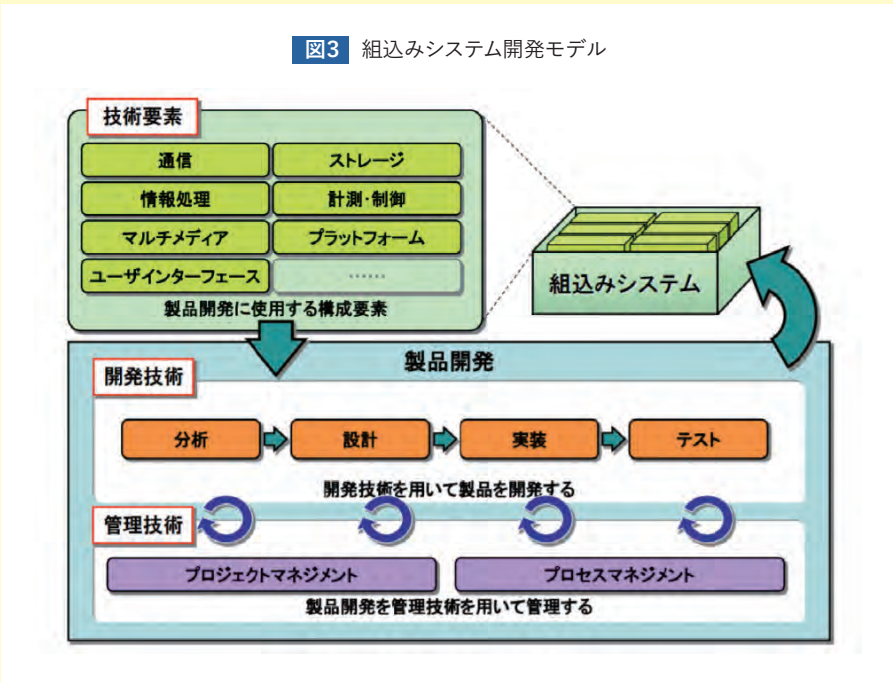 図3 組込みシステム開発モデル
技術要素
通信
ストレージ
情報処理
計測・制御
マルチメディア
プラットフォーム
ユーザインターフェース
……
製品開発に使用する構成要素
組込みシステム
製品開発
開発技術
分析
設計
実装
テスト
開発技術を用いて製品を開発する
管理技術
プロジェクトマネジメント
プロセスマネジメント
製品開発を管理技術を用いて管理する